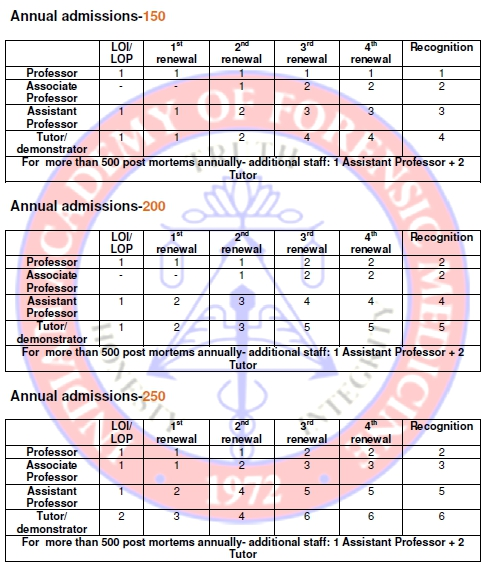 Annual admissions-150
LOI/ 1st 2nd 3rd 4th Recognition
LOP renewal renewal renewal renewal
Professor 1 1 1 1 1 1
Associate - - 1 2 2 2
Professor
Assistant 1 1 2 3 3 3
Professor
Tutor/ 1 1 2 4 4 4
demonstrator
For more than 500 post mortems annually- additional staff: 1 Assistant Professor + 2
Tutor
Annual admissions-200
LOI/ 1st 2nd 3rd 4th Recognition
LOP renewal renewal renewal renewal
Professor 1 1 1 2 2 2
Associate - - 1 2 2 2
Professor
Assistant 1 2 3 4 4 4
Professor
Tutor/ 1 2 3 5 5 5
demonstrator
For more than 500 post mortems annually- additional staff: 1 Assistant Professor + 2
Tutor
Annual admissions-250
LOI/ 1st 2nd 3rd 4th Recognition
LOP renewal renewal renewal renewal
Professor 1 1 1 2 2 2
Associate 1 1 2 3 3 3
Professor
Assistant 1 2 4 5 5 5
Professor
Tutor/ 2 3 4 6 6 6
demonstrator
For more than 500 post mortems annually- additional staff: 1 Assistant Professor + 2
Tutor
INDIAN ACADEMY OF FORENSIC MEDICINE
TRUTH
HONESTY
INTEGRITY
1972